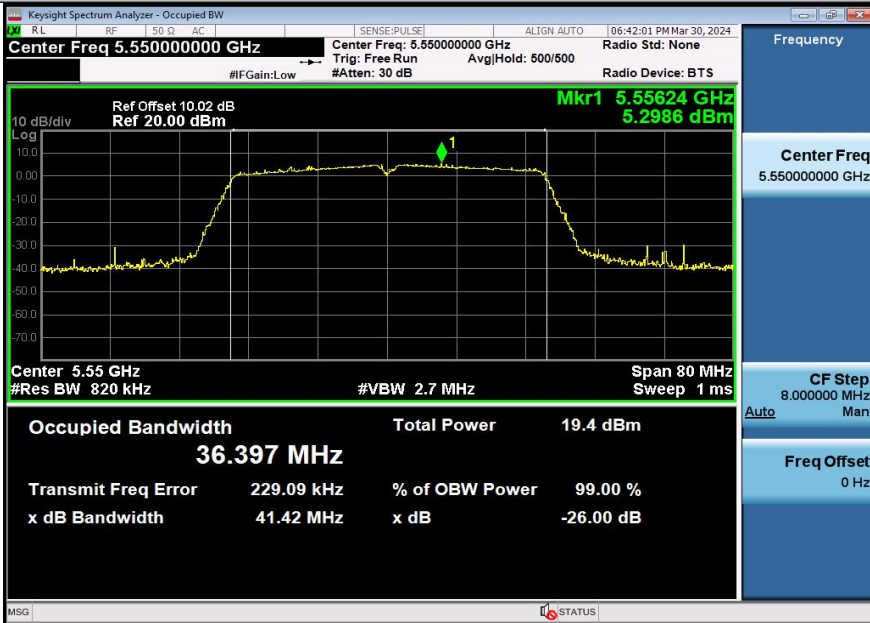 Keysight Spectrum Analyzer - Occupied BW
LXI RL RF 50 Ω AC SENSE:PULSE ALIGN AUTO 06:42:01 PM Mar 30, 2024
Center Freq 5.550000000 GHz Center Freq: 5.550000000 GHz Radio Std: None
Trig: Free Run Avg|Hold: 500/500
#IFGain:Low #Atten: 30 dB Radio Device: BTS
Frequency
Ref Offset 10.02 dB Mkr1 5.55624 GHz
10 dB/div Ref 20.00 dBm 5.2986 dBm
Log
1
10.0
0.00
-10.0
-20.0
-30.0
-40.0
-50.0
-60.0
-70.0
Center 5.55 GHz Span 80 MHz
#Res BW 820 kHz #VBW 2.7 MHz Sweep 1 ms
Occupied Bandwidth Total Power 19.4 dBm
36.397 MHz
Transmit Freq Error 229.09 kHz % of OBW Power 99.00 %
x dB Bandwidth 41.42 MHz x dB -26.00 dB
Center Freq
5.550000000 GHz
CF Step
8.000000 MHz
Auto Man
Freq Offset
0 Hz
MSG STATUS